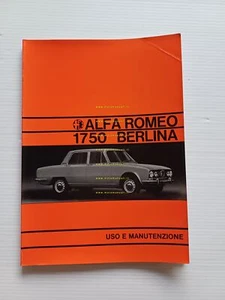 ALFA ROMEO
1750 BERLINA
USO E MANUTENZIONE